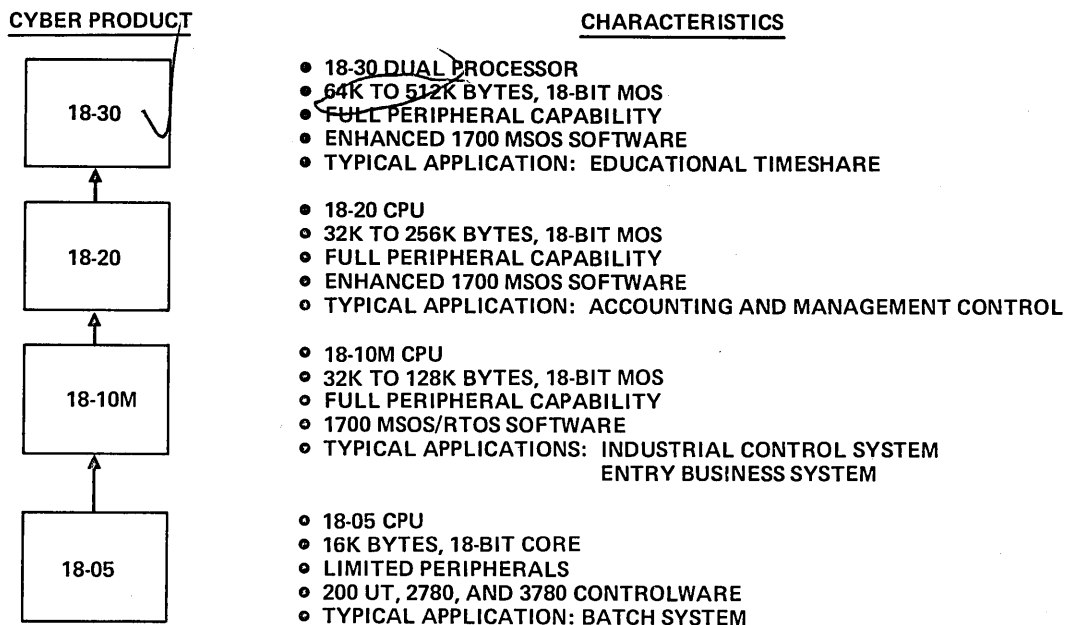 CYBER PRODUCT
CHARACTERISTICS
18-30
● 18-30 DUAL PROCESSOR
● 64K TO 512K BYTES, 18-BIT MOS
● FULL PERIPHERAL CAPABILITY
● ENHANCED 1700 MSOS SOFTWARE
● TYPICAL APPLICATION: EDUCATIONAL TIMESHARE
18-20
● 18-20 CPU
● 32K TO 256K BYTES, 18-BIT MOS
● FULL PERIPHERAL CAPABILITY
● ENHANCED 1700 MSOS SOFTWARE
● TYPICAL APPLICATION: ACCOUNTING AND MANAGEMENT CONTROL
18-10M
● 18-10M CPU
● 32K TO 128K BYTES, 18-BIT MOS
● FULL PERIPHERAL CAPABILITY
● 1700 MSOS/RTOS SOFTWARE
● TYPICAL APPLICATIONS: INDUSTRIAL CONTROL SYSTEM
ENTRY BUSINESS SYSTEM
18-05
● 18-05 CPU
● 16K BYTES, 18-BIT CORE
● LIMITED PERIPHERALS
● 200 UT, 2780, AND 3780 CONTROLWARE
● TYPICAL APPLICATION: BATCH SYSTEM